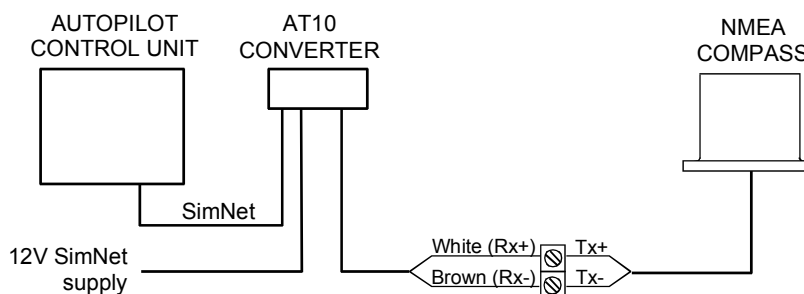 AUTOPILOT
CONTROL UNIT
AT10
CONVERTER
NMEA
COMPASS
SimNet
12V SimNet
supply
White (Rx+)
Tx+
Brown (Rx-)
Tx-